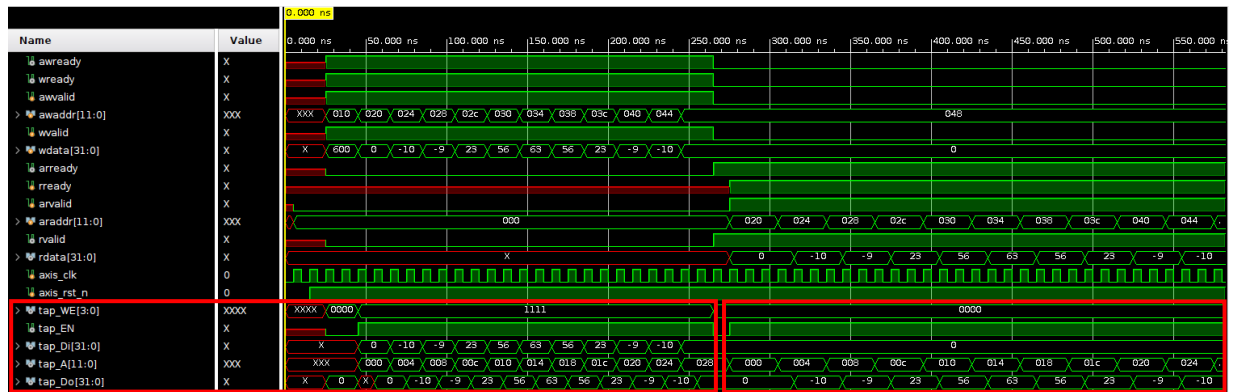 0.000 ns
Name Value 0.000 ns 50.000 ns 100.000 ns 150.000 ns 200.000 ns 250.000 ns 300.000 ns 350.000 ns 400.000 ns 450.000 ns 500.000 ns 550.000 n
awready X
wready X
awvalid X
awaddr[11:0] XXX XXX 010 020 024 028 02c 030 034 038 03c 040 044 048
wvalid X
wdata[31:0] X X 600 0 -10 -9 23 56 63 56 23 -9 -10 0
arready X
rready X
arvalid X
araddr[11:0] XXX 000 020 024 028 02c 030 034 038 03c 040 044
rvalid X
rdata[31:0] X X 0 -10 -9 23 56 63 56 23 -9 -10
axis_clk 0
axis_rst_n 0
tap_WE[3:0] XXXX XXXX 0000 1111 0000
tap_EN X
tap_Di[31:0] X X 0 -10 -9 23 56 63 56 23 -9 -10 0
tap_A[11:0] XXX XXX 000 004 008 00c 010 014 018 01c 020 024 028 000 004 008 00c 010 014 018 01c 020 024
tap_Do[31:0] X X 0 X 0 -10 -9 23 56 63 56 23 -9 -10 0 -10 -9 23 56 63 56 23 -9